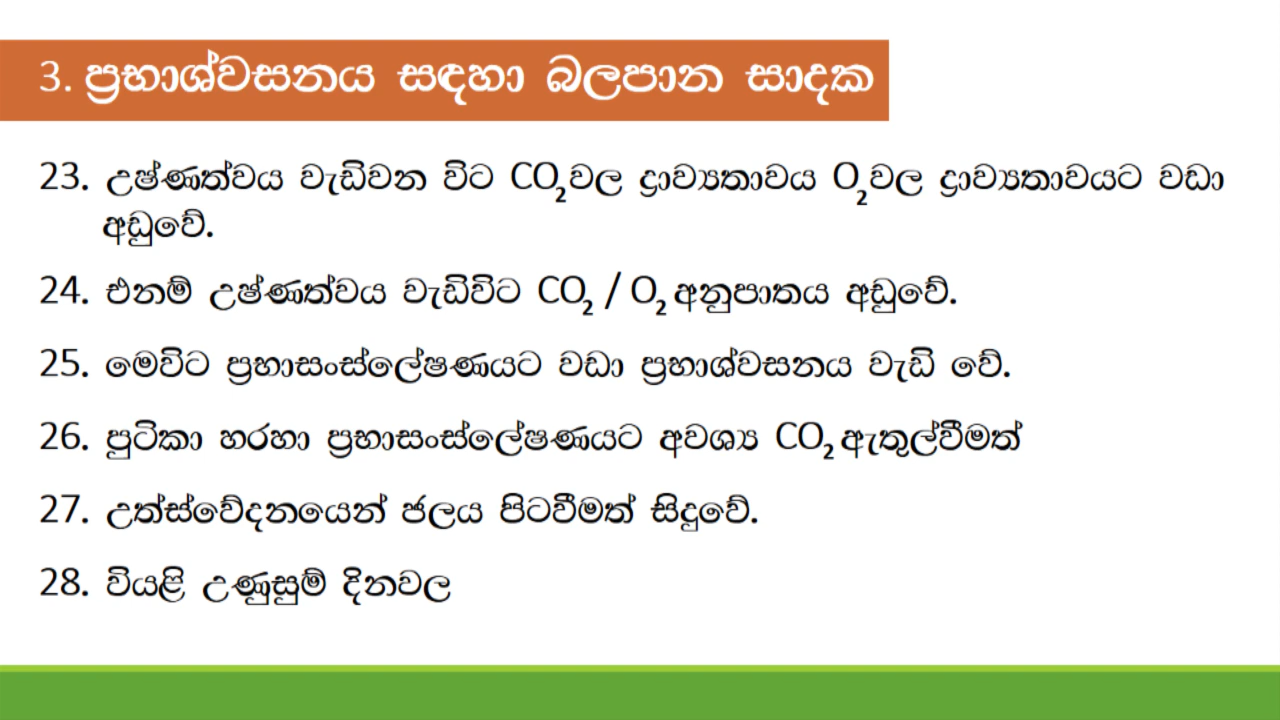 3. ප්‍රභාශ්වසනය සඳහා බලපාන සාදක
23. උෂ්ණත්වය වැඩිවන විට CO₂වල ද්‍රාව්‍යතාවය O₂වල ද්‍රාව්‍යතාවයට වඩා
අඩුවේ.
24. එනම් උෂ්ණත්වය වැඩිවිට CO₂ / O₂ අනුපාතය අඩුවේ.
25. මෙවිට ප්‍රභාසංස්ලේෂණයට වඩා ප්‍රභාශ්වසනය වැඩි වේ.
26. පුටිකා හරහා ප්‍රභාසංස්ලේෂණයට අවශ්‍ය CO₂ ඇතුල්වීමත්
27. උත්ස්වේදනයෙන් ජලය පිටවීමත් සිදුවේ.
28. වියළි උණුසුම් දිනවල